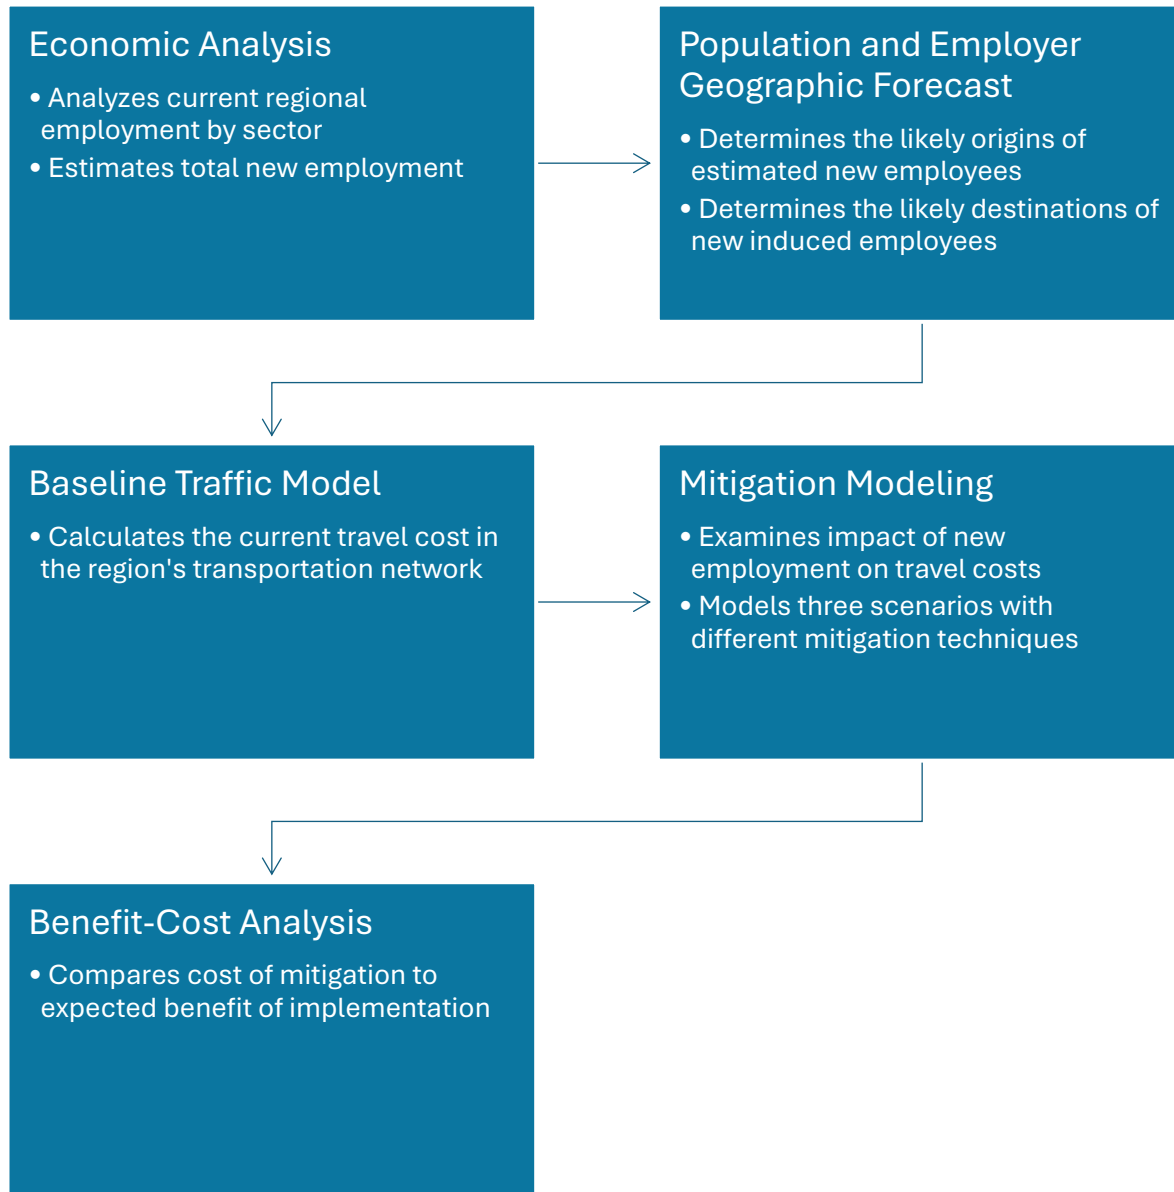 Economic Analysis
• Analyzes current regional
employment by sector
• Estimates total new employment
Population and Employer
Geographic Forecast
• Determines the likely origins of
estimated new employees
• Determines the likely destinations of
new induced employees
Baseline Traffic Model
• Calculates the current travel cost in
the region's transportation network
Mitigation Modeling
• Examines impact of new
employment on travel costs
• Models three scenarios with
different mitigation techniques
Benefit-Cost Analysis
• Compares cost of mitigation to
expected benefit of implementation